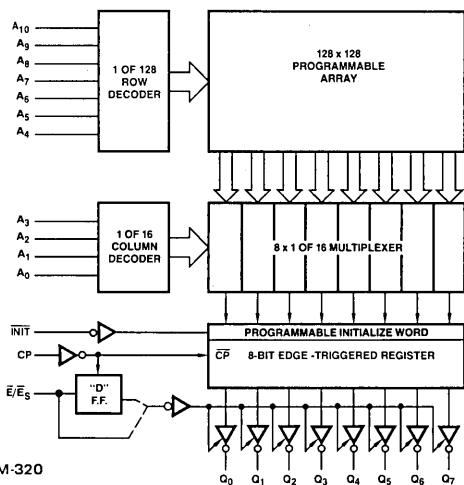 A10
A9
A8
A7
A6
A5
A4
1 OF 128
ROW
DECODER
128 x 128
PROGRAMMABLE
ARRAY
A3
A2
A1
A0
1 OF 16
COLUMN
DECODER
8 x 1 OF 16 MULTIPLEXER
INIT
PROGRAMMABLE INITIALIZE WORD
CP
CP 8-BIT EDGE -TRIGGERED REGISTER
E/ES
"D"
F.F.
M-320
Q0 Q1 Q2 Q3 Q4 Q5 Q6 Q7